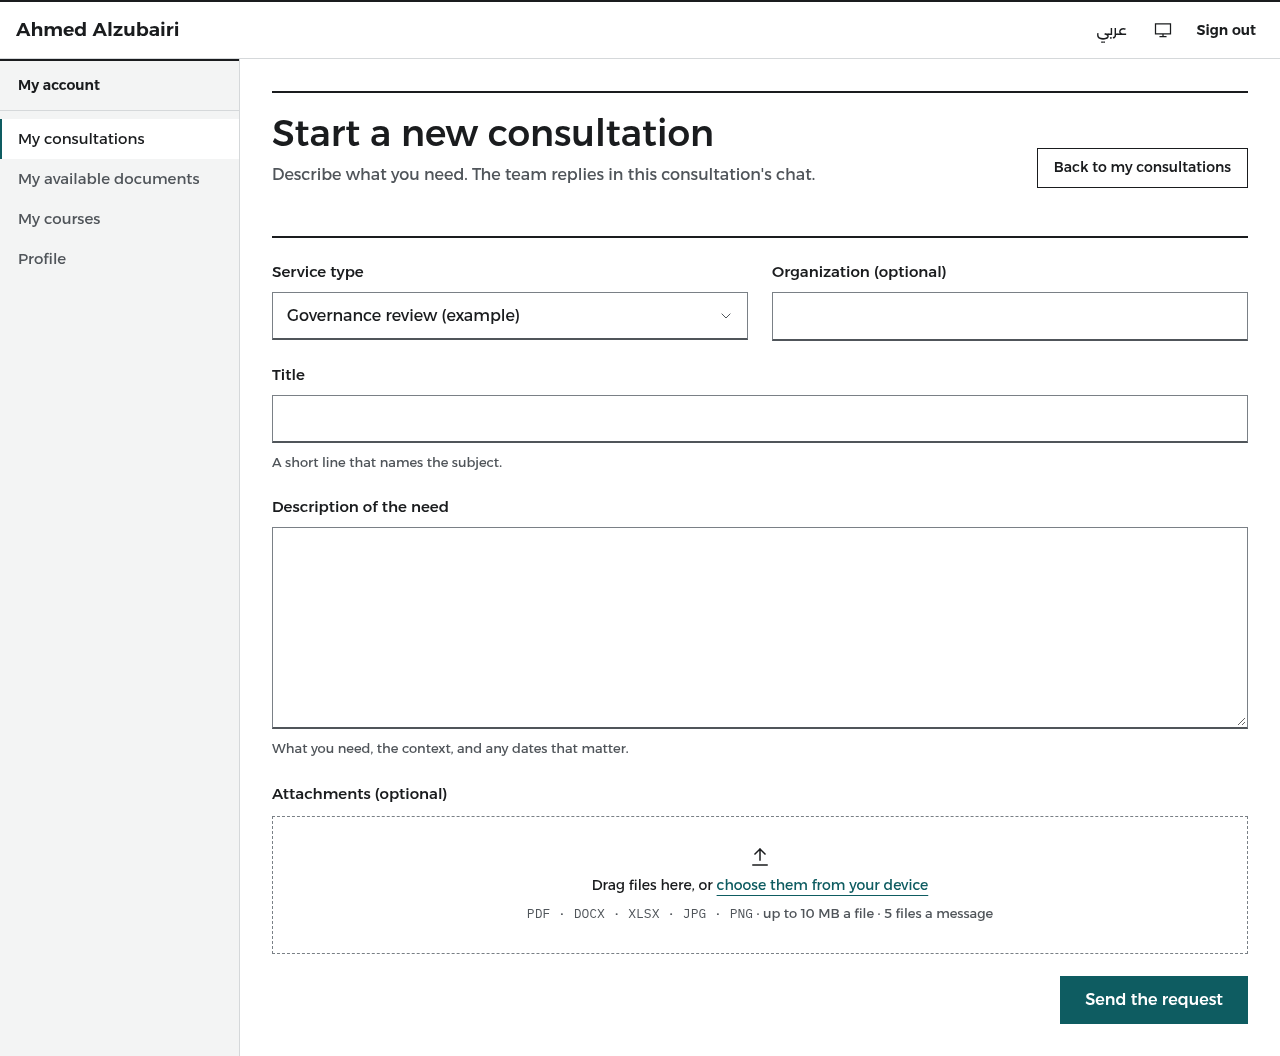 Ahmed Alzubairi
عربي
Sign out
My account
My consultations
My available documents
My courses
Profile
Start a new consultation
Describe what you need. The team replies in this consultation's chat.
Back to my consultations
Service type
Organization (optional)
Governance review (example)
Title
A short line that names the subject.
Description of the need
What you need, the context, and any dates that matter.
Attachments (optional)
Drag files here, or choose them from your device
PDF · DOCX · XLSX · JPG · PNG · up to 10 MB a file · 5 files a message
Send the request